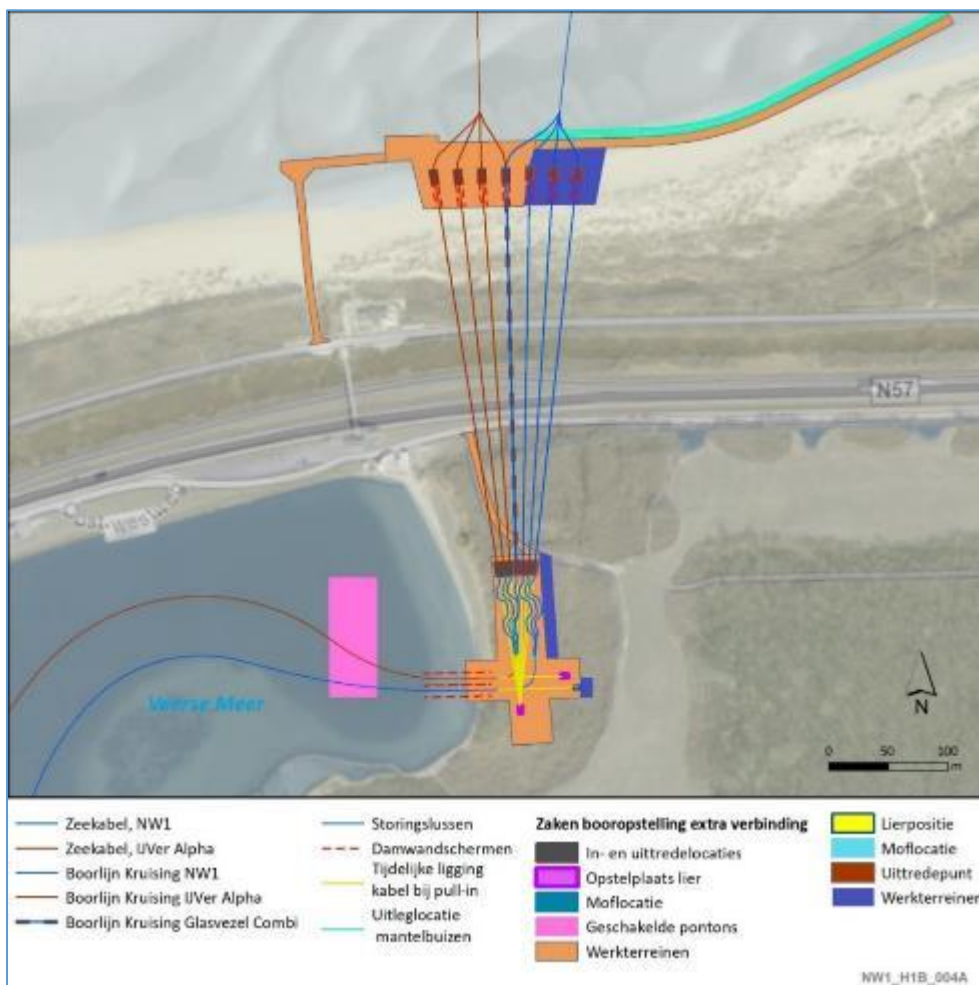 N57
Veerse Meer
N
0 50 100
m
Zeekabel, NW1
Zeekabel, IJVer Alpha
Boorlijn Kruising NW1
Boorlijn Kruising IJVer Alpha
Boorlijn Kruising Glasvezel Combi
Storingslussen
Damwandschermen
Tijdelijke ligging
kabel bij pull-in
Uitleglocatie
mantelbuizen
Zaken booropstelling extra verbinding
In- en uittredelocaties
Opstelplaats lier
Moflocatie
Geschakelde pontons
Werkterreinen
Lierpositie
Moflocatie
Uittredepunt
Werkterreinen
NW1_H1B_004A